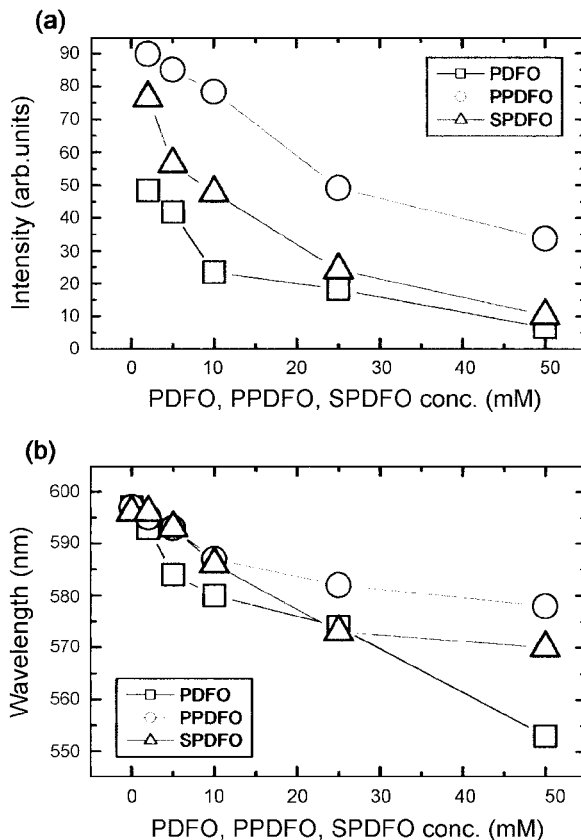 (a)
90
80
70
60
50
40
30
20
10
0
Intensity (arb.units)
PDFO
PPDFO
SPDFO
0 10 20 30 40 50
PDFO, PPDFO, SPDFO conc. (mM)
(b)
600
590
580
570
560
550
Wavelength (nm)
PDFO
PPDFO
SPDFO
0 10 20 30 40 50
PDFO, PPDFO, SPDFO conc. (mM)